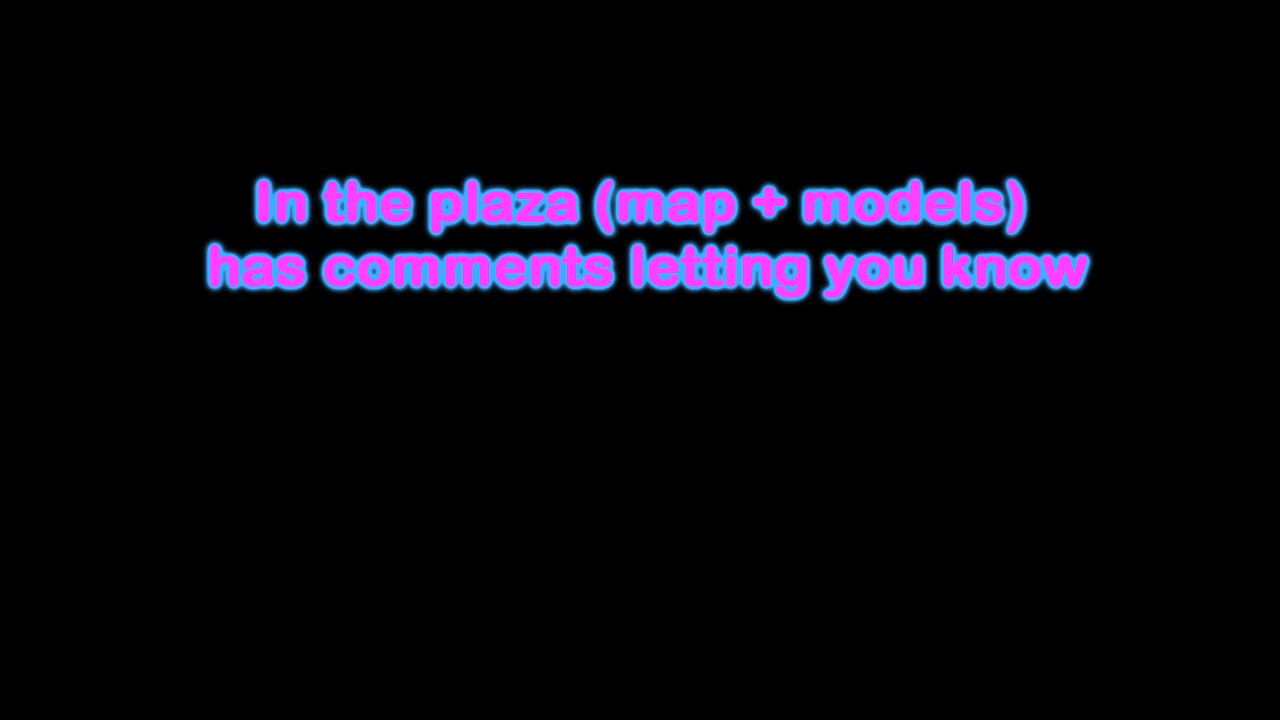 In the plaza (map + models)
has comments letting you know